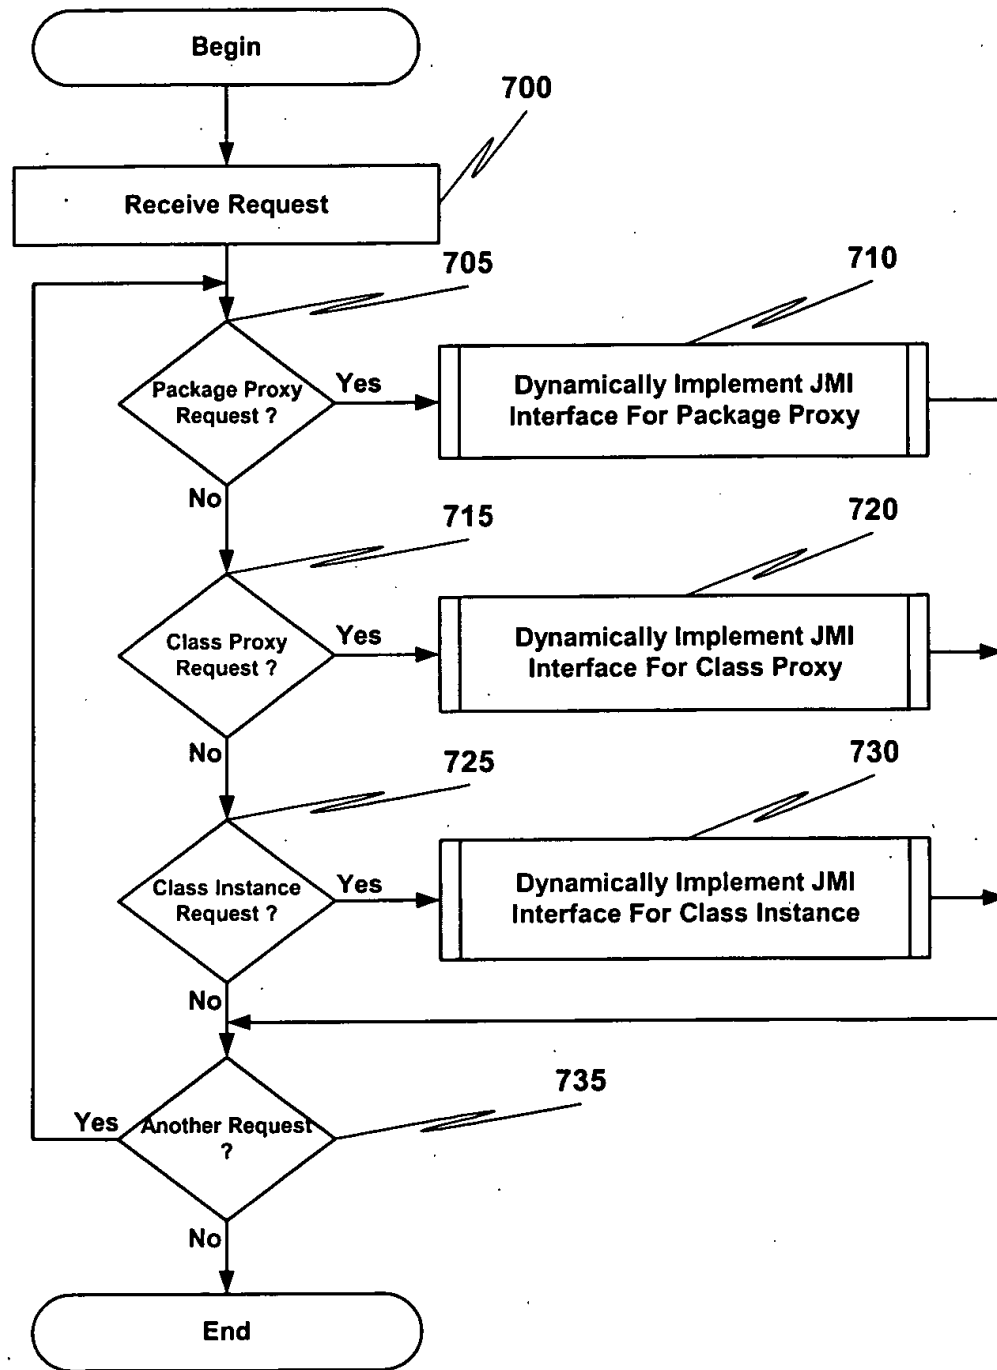 Begin
700
Receive Request
705
710
Package Proxy
Request ?
Yes
Dynamically Implement JMI
Interface For Package Proxy
No
715
720
Class Proxy
Request ?
Yes
Dynamically Implement JMI
Interface For Class Proxy
No
725
730
Class Instance
Request ?
Yes
Dynamically Implement JMI
Interface For Class Instance
No
735
Yes
Another Request
?
No
End